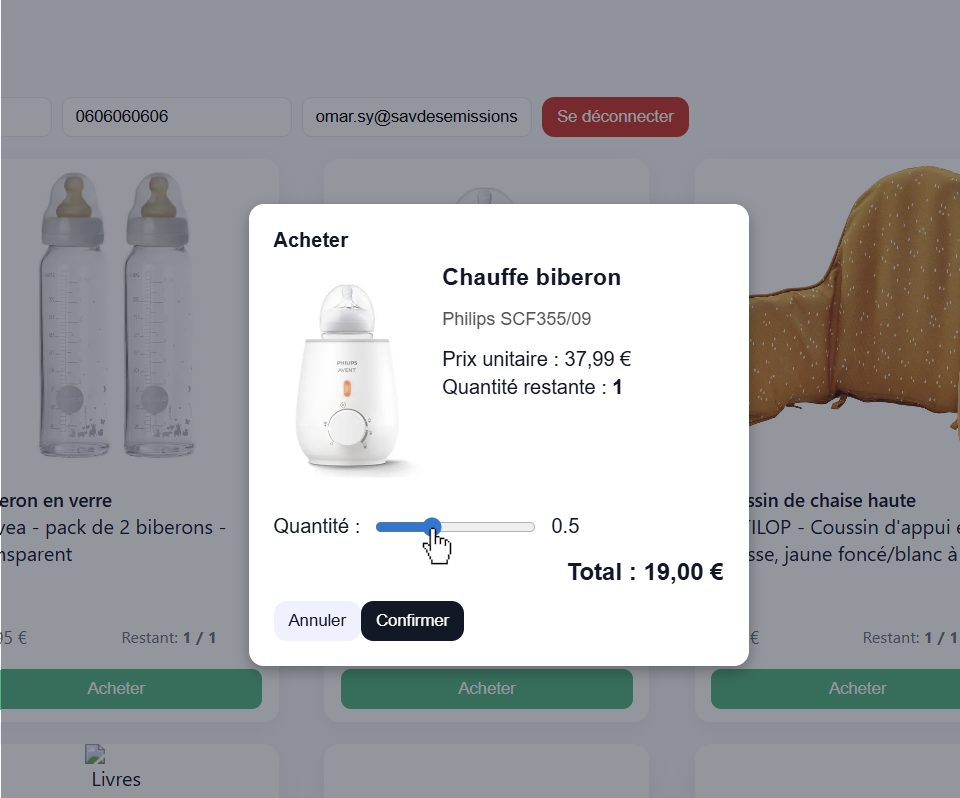 0606060606
omar.sy@savdesemissions
Se déconnecter
Acheter
Chauffe biberon
Philips SCF355/09
Prix unitaire : 37,99 €
Quantité restante : 1
PHILIPS
AVENT
Quantité :
0.5
Total : 19,00 €
Annuler
Confirmer
eron en verre
vea - pack de 2 biberons -
nsparent
95 €
Restant: 1 / 1
Acheter
Acheter
ssin de chaise haute
TILOP - Coussin d'appui e
sse, jaune foncé/blanc à
€
Restant: 1 / 1
Acheter
Livres